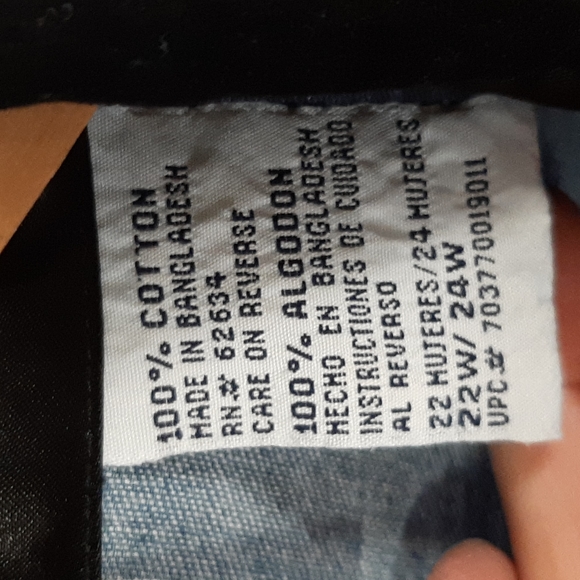 100% COTTON
MADE IN BANGLADESH
RN# 62634
CARE ON REVERSE
100% ALGODON
HECHO EN BANGLADESH
INSTRUCTIONES DE CUIDADO
AL REVERSO
22 MUJERES/24 MUJERES
22W/ 24W
UPC# 703770019011